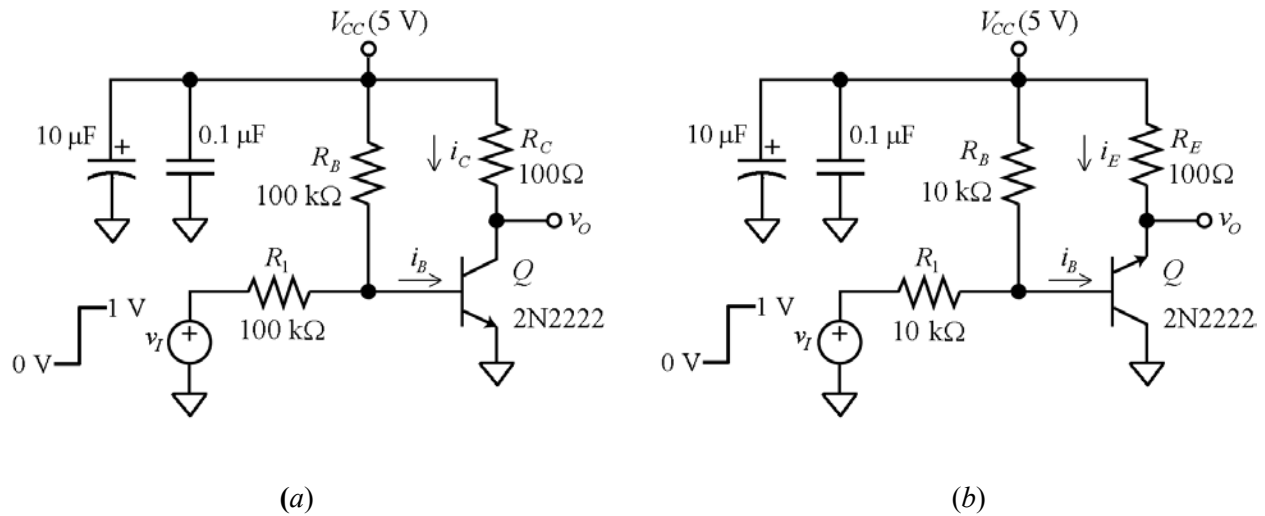 V_CC (5 V)
10 μF
+
0.1 μF
R_B
100 kΩ
i_C
R_C
100Ω
v_O
R_1
100 kΩ
i_B
Q
2N2222
1 V
0 V
v_I
+
(a)
V_CC (5 V)
10 μF
+
0.1 μF
R_B
10 kΩ
i_E
R_E
100Ω
v_O
R_1
10 kΩ
i_B
Q
2N2222
1 V
0 V
v_I
+
(b)